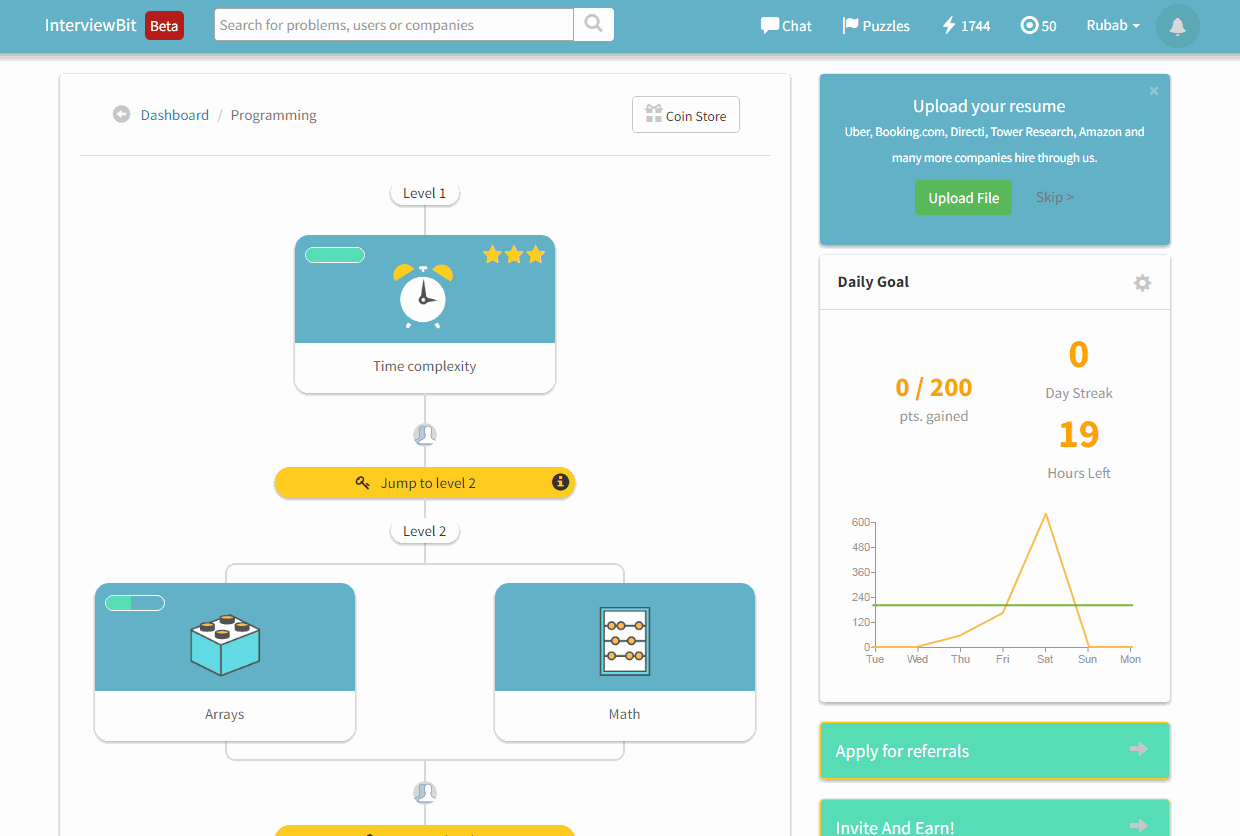 InterviewBit Beta
Search for problems, users or companies
Chat
Puzzles
1744
50
Rubab
Dashboard / Programming
Coin Store
Level 1
Time complexity
Jump to level 2
Level 2
Arrays
Math
×
Upload your resume
Uber, Booking.com, Directi, Tower Research, Amazon and
many more companies hire through us.
Upload File
Skip >
Daily Goal
0 / 200
pts. gained
0
Day Streak
19
Hours Left
600
480
360
240
120
0
Tue Wed Thu Fri Sat Sun Mon
Apply for referrals
Invite And Earn!